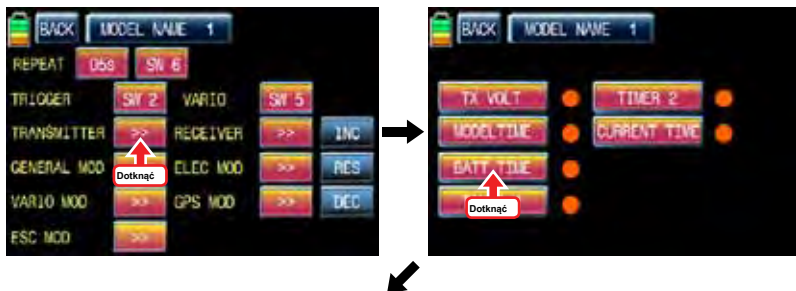 BACK MODEL NAME 1
REPEAT 05s SW 6
TRIGGER SW 2 VARIO SW 5
TRANSMITTER >> RECEIVER >> INC
GENERAL MOD ELEC MOD >> RES
Dotknąć
VARIO MOD >> GPS MOD >> DEC
ESC MOD >>
BACK MODEL NAME 1
TX VOLT TIMER 2
MODELTIME CURRENT TIME
BATT TIME
Dotknąć